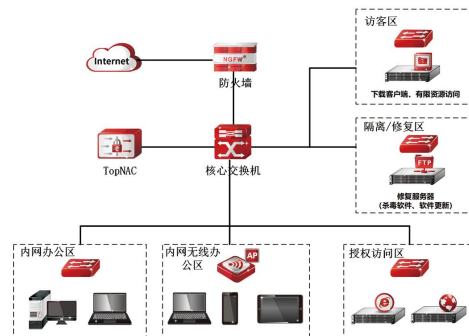 访客区
Internet
NGFW®
防火墙
下载客户端、有限资源访问
TopNAC
核心交换机
隔离/修复区
FTP
修复服务器
(杀毒软件、软件更新)
内网办公区
内网无线办
公区
AP
授权访问区